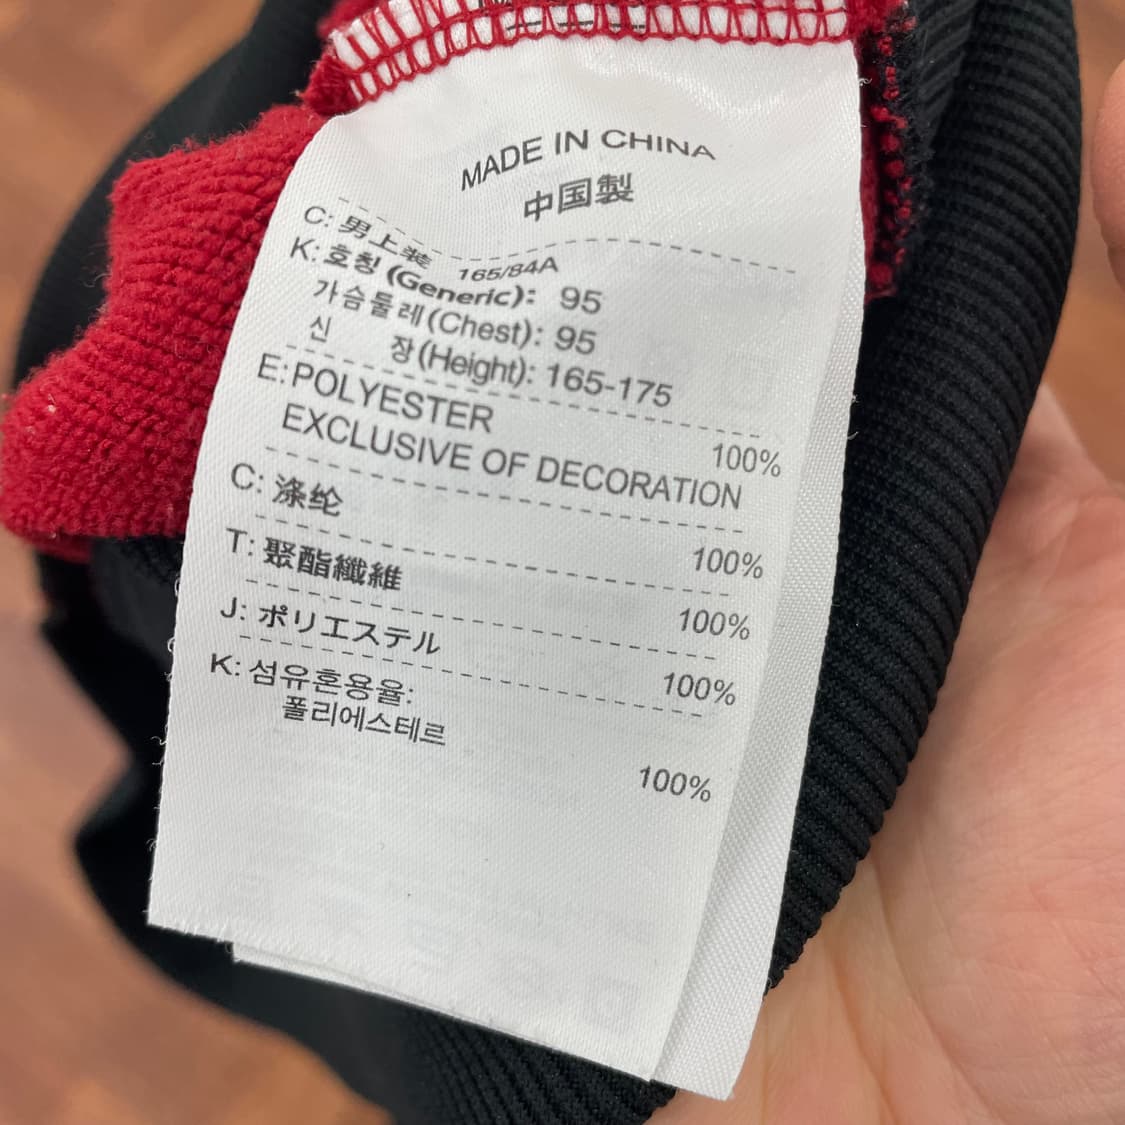 MADE IN CHINA
中国製
C: 男上装 165/84A
K: 호칭 (Generic): 95
가슴둘레(Chest): 95
신 장(Height): 165-175
E: POLYESTER 100%
EXCLUSIVE OF DECORATION
C: 涤纶 100%
T: 聚酯纖維 100%
J: ポリエステル 100%
K: 섬유혼용율:
폴리에스테르 100%